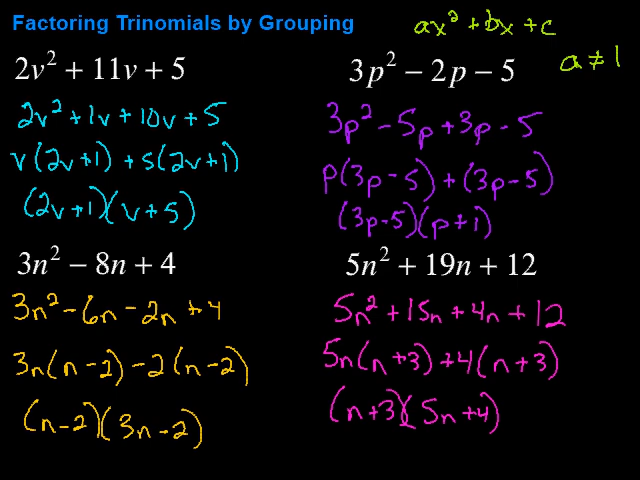 Factoring Trinomials by Grouping
ax² + bx + c
a ≠ 1
2v² + 11v + 5
2v² + 1v + 10v + 5
v(2v+1) + 5(2v+1)
(2v+1)(v+5)
3p² − 2p − 5
3p² − 5p + 3p − 5
p(3p − 5) + (3p − 5)
(3p−5)(p+1)
3n² − 8n + 4
3n² − 6n − 2n + 4
3n(n−2) − 2(n−2)
(n−2)(3n−2)
5n² + 19n + 12
5n² + 15n + 4n + 12
5n(n+3) + 4(n+3)
(n+3)(5n+4)